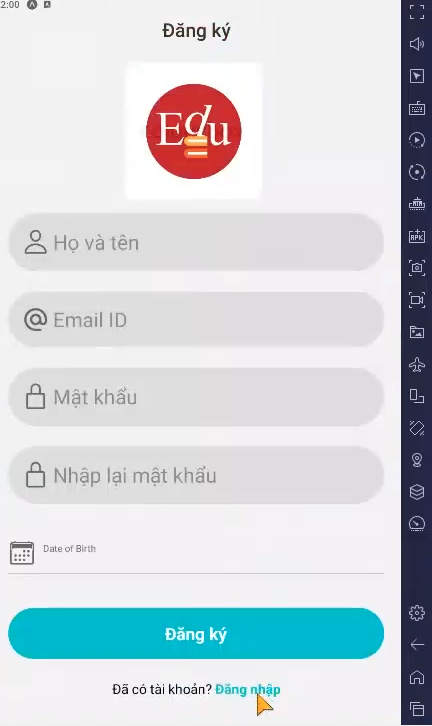 2:00
Đăng ký
Edu
Họ và tên
Email ID
Mật khẩu
Nhập lại mật khẩu
Date of Birth
Đăng ký
Đã có tài khoản? Đăng nhập
APK